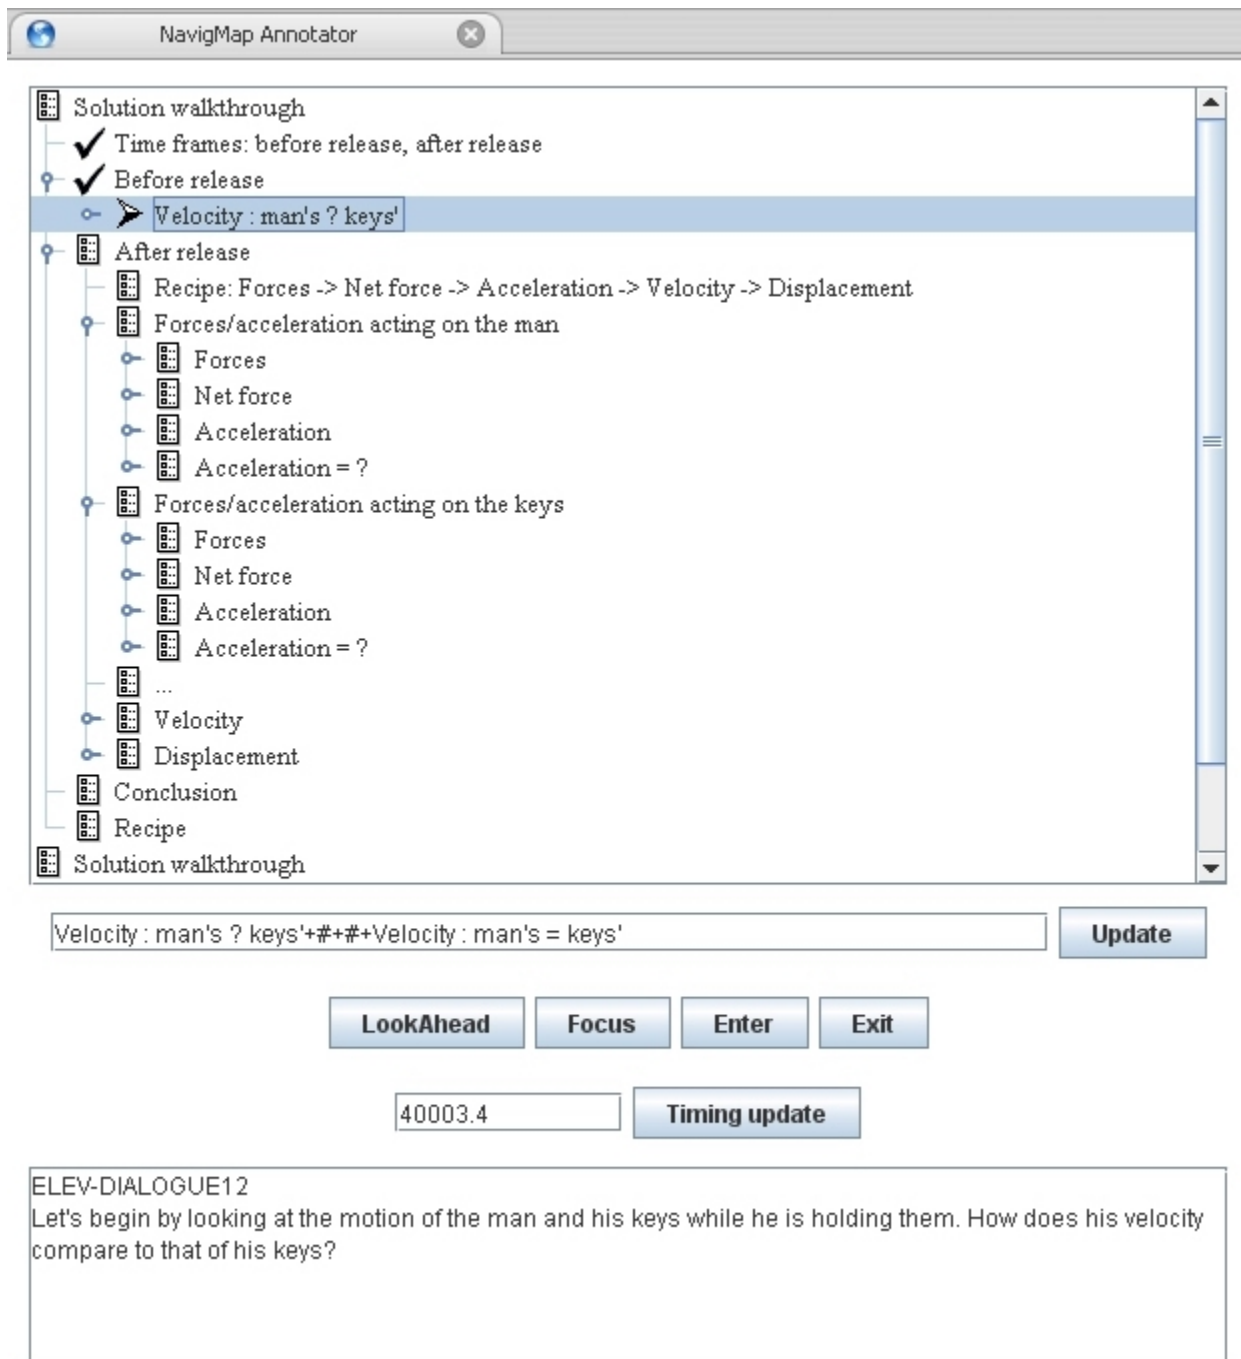 NavigMap Annotator
Solution walkthrough
Time frames: before release, after release
Before release
Velocity : man's ? keys'
After release
Recipe: Forces -> Net force -> Acceleration -> Velocity -> Displacement
Forces/acceleration acting on the man
Forces
Net force
Acceleration
Acceleration = ?
Forces/acceleration acting on the keys
Forces
Net force
Acceleration
Acceleration = ?
...
Velocity
Displacement
Conclusion
Recipe
Solution walkthrough
Velocity : man's ? keys'+#+#+Velocity : man's = keys' Update
LookAhead Focus Enter Exit
40003.4 Timing update
ELEV-DIALOGUE12
Let's begin by looking at the motion of the man and his keys while he is holding them. How does his velocity
compare to that of his keys?